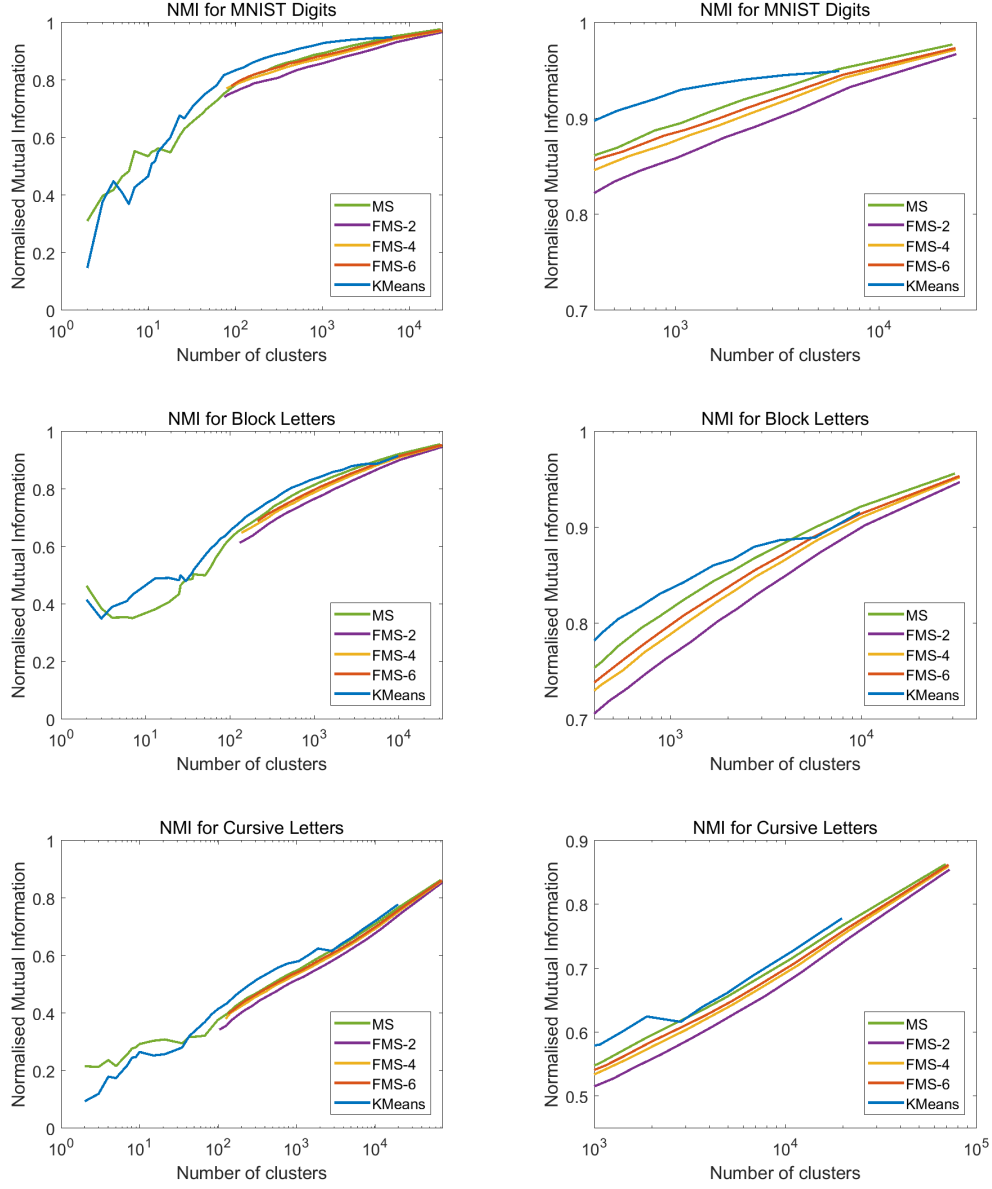 NMI for MNIST Digits
Normalised Mutual Information
1
0.8
0.6
0.4
0.2
0
10^0 10^1 10^2 10^3 10^4
Number of clusters
MS
FMS-2
FMS-4
FMS-6
KMeans
NMI for MNIST Digits
Normalised Mutual Information
1
0.9
0.8
0.7
10^3 10^4
Number of clusters
MS
FMS-2
FMS-4
FMS-6
KMeans
NMI for Block Letters
Normalised Mutual Information
1
0.8
0.6
0.4
0.2
0
10^0 10^1 10^2 10^3 10^4
Number of clusters
MS
FMS-2
FMS-4
FMS-6
KMeans
NMI for Block Letters
Normalised Mutual Information
1
0.9
0.8
0.7
10^3 10^4
Number of clusters
MS
FMS-2
FMS-4
FMS-6
KMeans
NMI for Cursive Letters
Normalised Mutual Information
1
0.8
0.6
0.4
0.2
0
10^0 10^1 10^2 10^3 10^4
Number of clusters
MS
FMS-2
FMS-4
FMS-6
KMeans
NMI for Cursive Letters
Normalised Mutual Information
0.9
0.8
0.7
0.6
0.5
10^3 10^4 10^5
Number of clusters
MS
FMS-2
FMS-4
FMS-6
KMeans